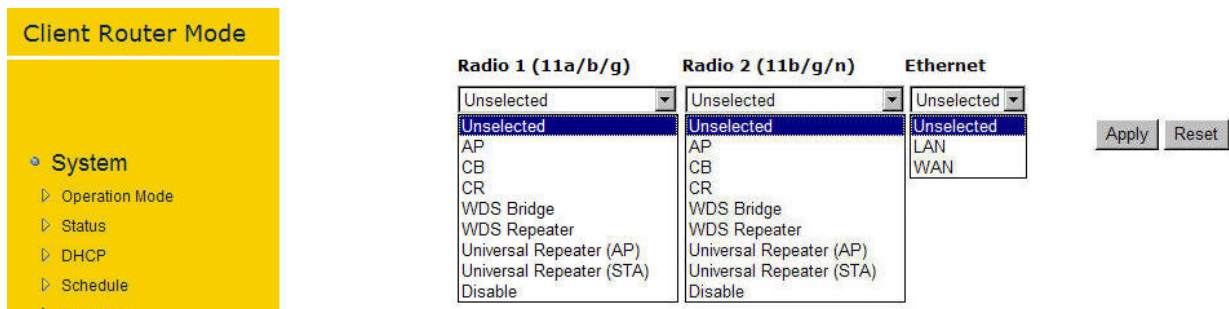 Client Router Mode
System
Operation Mode
Status
DHCP
Schedule
Radio 1 (11a/b/g) Radio 2 (11b/g/n) Ethernet
Unselected Unselected Unselected
Unselected Unselected Unselected
AP AP LAN
CB CB WAN
CR CR
WDS Bridge WDS Bridge
WDS Repeater WDS Repeater
Universal Repeater (AP) Universal Repeater (AP)
Universal Repeater (STA) Universal Repeater (STA)
Disable Disable
Apply Reset